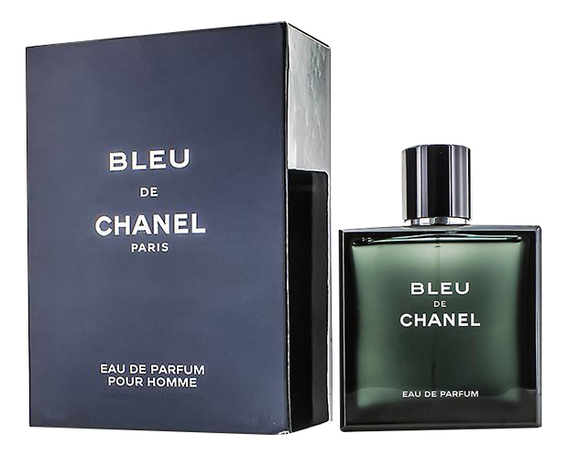 BLEU
DE
CHANEL
PARIS
EAU DE PARFUM
POUR HOMME
BLEU
DE
CHANEL
EAU DE PARFUM